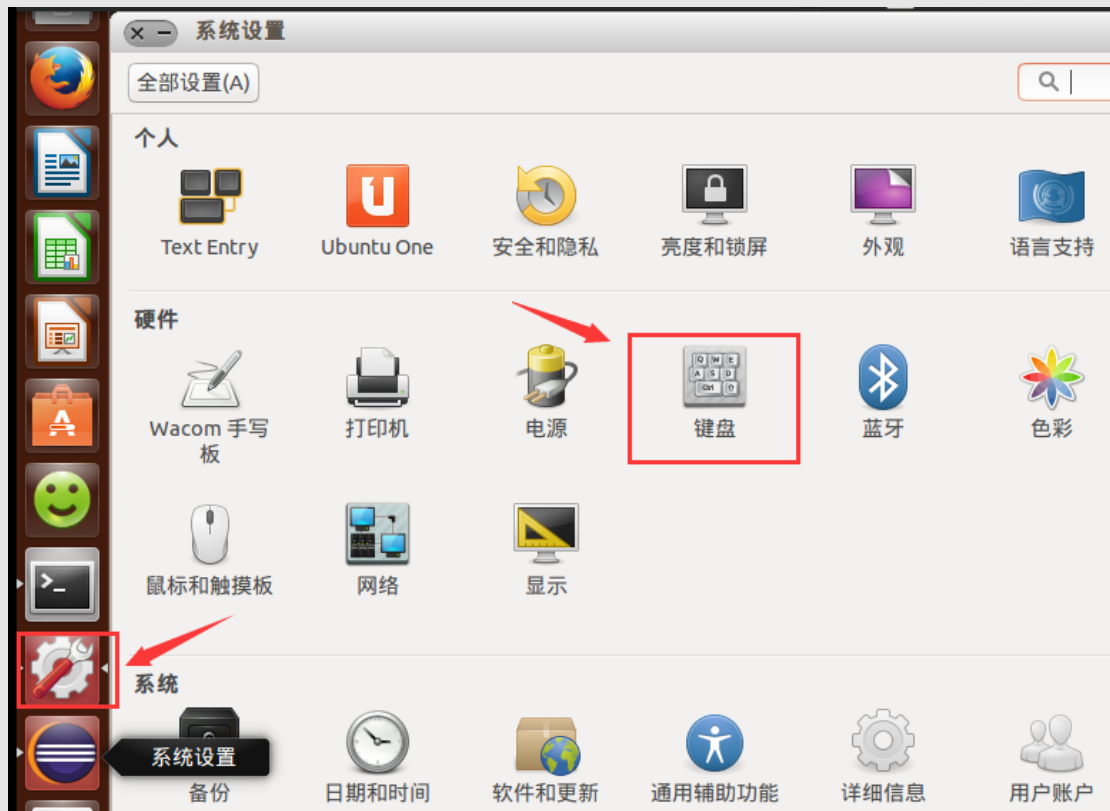 系统设置
全部设置(A)
个人
Text Entry
Ubuntu One
安全和隐私
亮度和锁屏
外观
语言支持
硬件
Wacom 手写
板
打印机
电源
键盘
蓝牙
色彩
鼠标和触摸板
网络
显示
系统
系统设置
备份
日期和时间
软件和更新
通用辅助功能
详细信息
用户账户